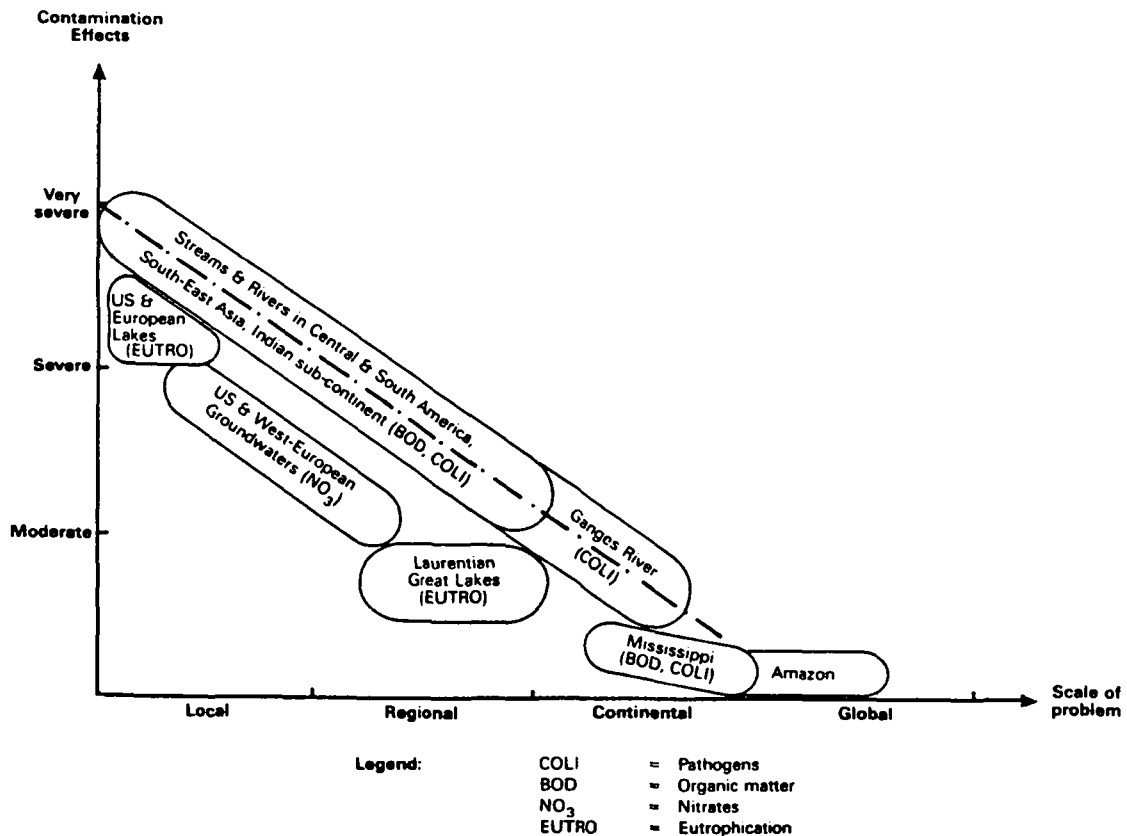 Contamination
Effects
Very
severe
Severe
Moderate
Streams & Rivers in Central & South America,
South-East Asia, Indian sub-continent (BOD, COLI)
US &
European
Lakes
(EUTRO)
US & West-European
Groundwaters (NO3)
Laurentian
Great Lakes
(EUTRO)
Ganges River
(COLI)
Mississippi
(BOD, COLI)
Amazon
Local
Regional
Continental
Global
Scale of
problem
Legend:
COLI = Pathogens
BOD = Organic matter
NO3 = Nitrates
EUTRO = Eutrophication